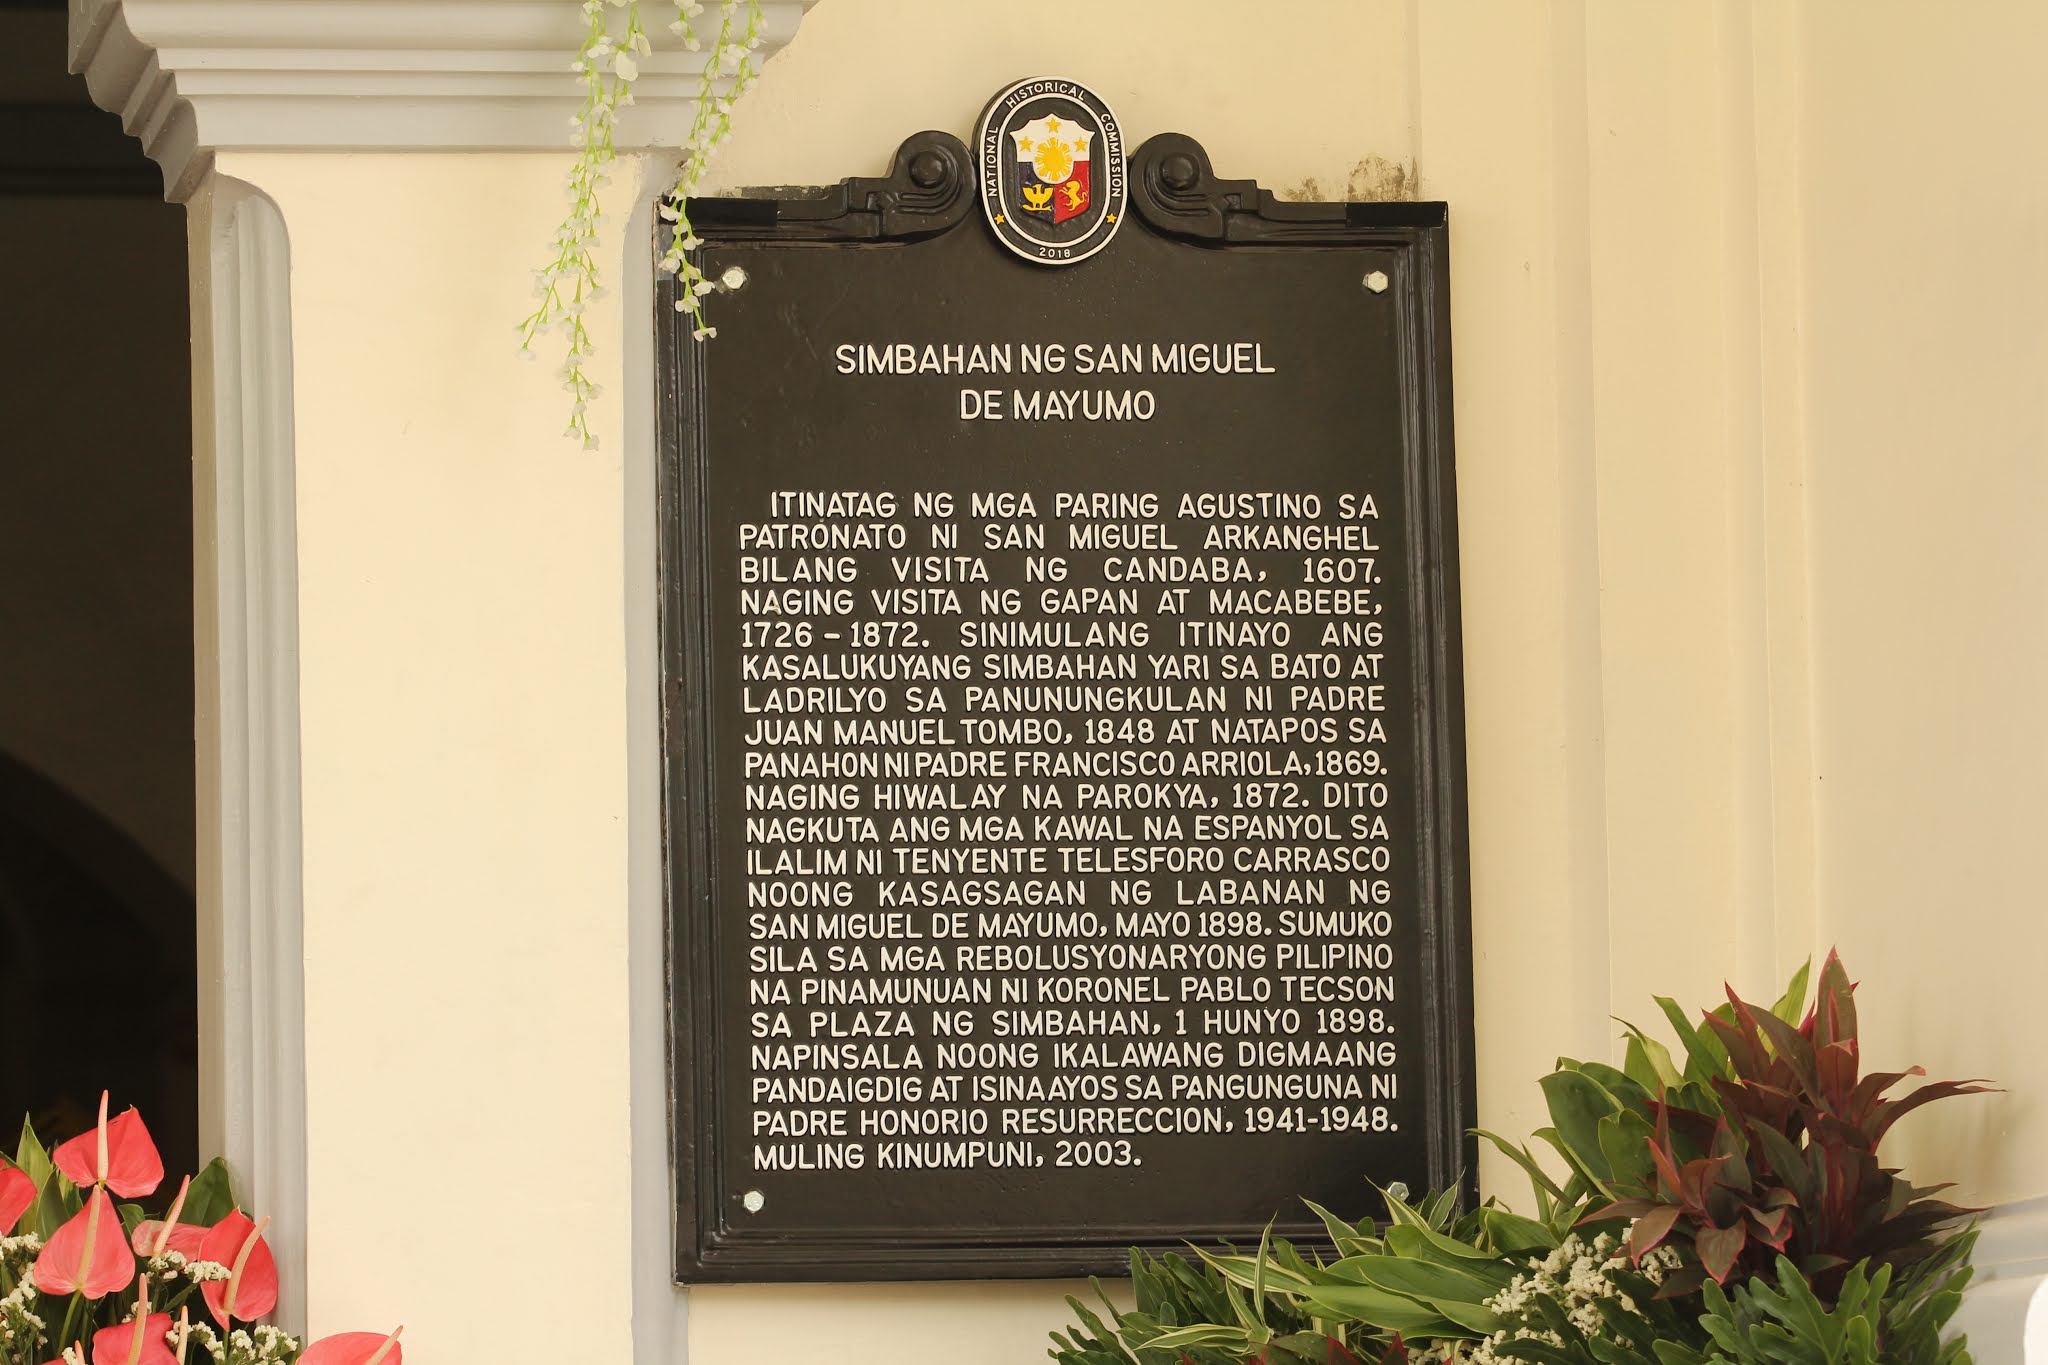 NATIONAL HISTORICAL COMMISSION
2018
SIMBAHAN NG SAN MIGUEL
DE MAYUMO
ITINATAG NG MGA PARING AGUSTINO SA
PATRONATO NI SAN MIGUEL ARKANGHEL
BILANG VISITA NG CANDABA, 1607.
NAGING VISITA NG GAPAN AT MACABEBE,
1726 – 1872. SINIMULANG ITINAYO ANG
KASALUKUYANG SIMBAHAN YARI SA BATO AT
LADRILYO SA PANUNUNGKULAN NI PADRE
JUAN MANUEL TOMBO, 1848 AT NATAPOS SA
PANAHON NI PADRE FRANCISCO ARRIOLA, 1869.
NAGING HIWALAY NA PAROKYA, 1872. DITO
NAGKUTA ANG MGA KAWAL NA ESPANYOL SA
ILALIM NI TENYENTE TELESFORO CARRASCO
NOONG KASAGSAGAN NG LABANAN NG
SAN MIGUEL DE MAYUMO, MAYO 1898. SUMUKO
SILA SA MGA REBOLUSYONARYONG PILIPINO
NA PINAMUNUAN NI KORONEL PABLO TECSON
SA PLAZA NG SIMBAHAN, 1 HUNYO 1898.
NAPINSALA NOONG IKALAWANG DIGMAANG
PANDAIGDIG AT ISINAAYOS SA PANGUNGUNA NI
PADRE HONORIO RESURRECCION, 1941-1948.
MULING KINUMPUNI, 2003.